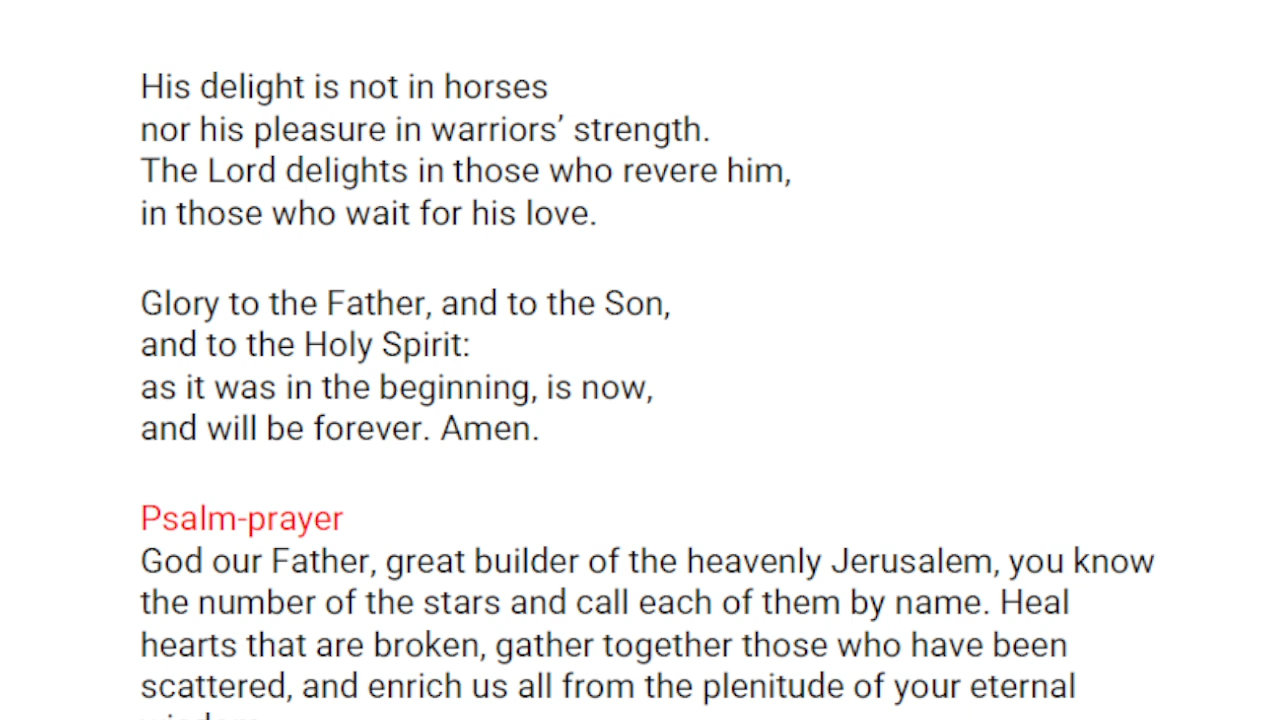 His delight is not in horses
nor his pleasure in warriors’ strength.
The Lord delights in those who revere him,
in those who wait for his love.
Glory to the Father, and to the Son,
and to the Holy Spirit:
as it was in the beginning, is now,
and will be forever. Amen.
Psalm-prayer
God our Father, great builder of the heavenly Jerusalem, you know
the number of the stars and call each of them by name. Heal
hearts that are broken, gather together those who have been
scattered, and enrich us all from the plenitude of your eternal